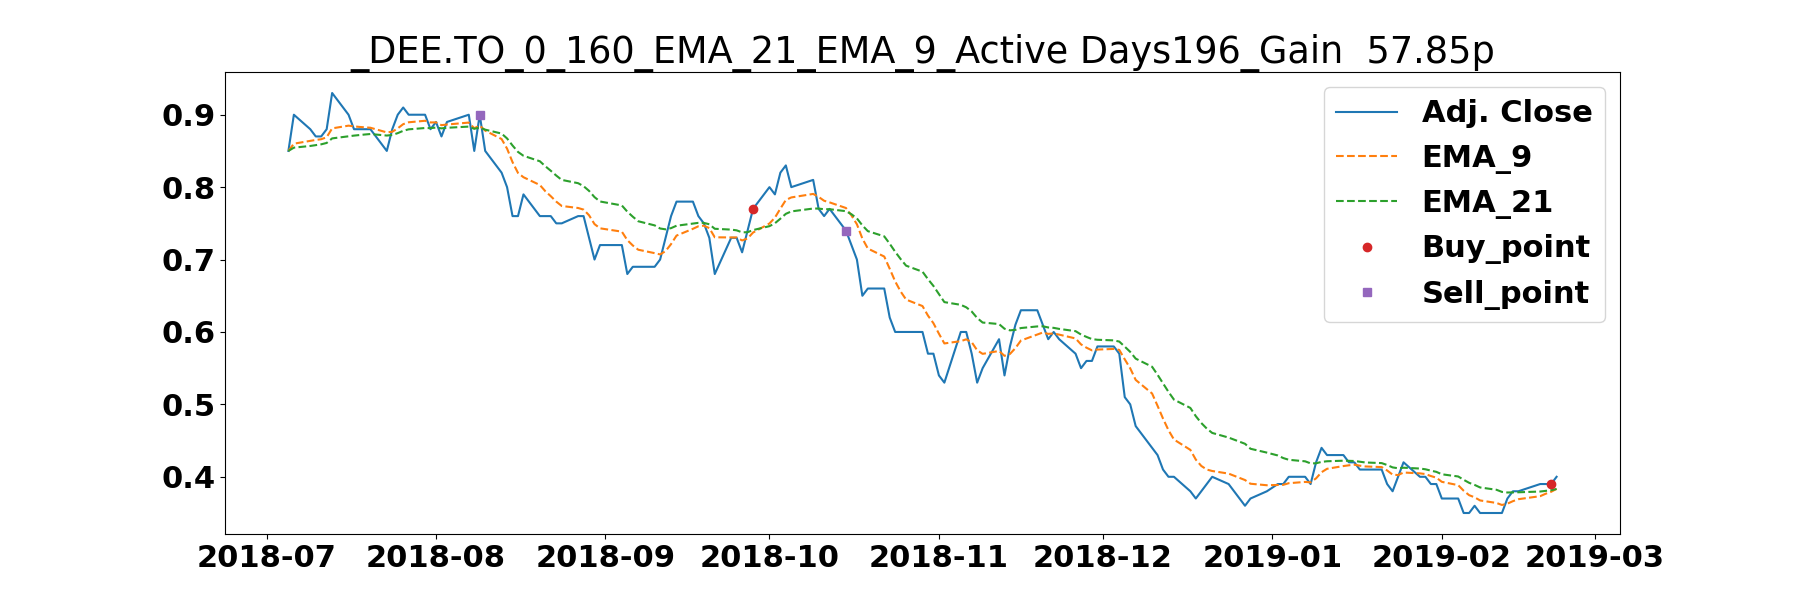 _DEE.TO_0_160_EMA_21_EMA_9_Active Days196_Gain  57.85p
0.9
0.8
0.7
0.6
0.5
0.4
Adj. Close
EMA_9
EMA_21
Buy_point
Sell_point
2018-07 2018-08 2018-09 2018-10 2018-11 2018-12 2019-01 2019-02 2019-03